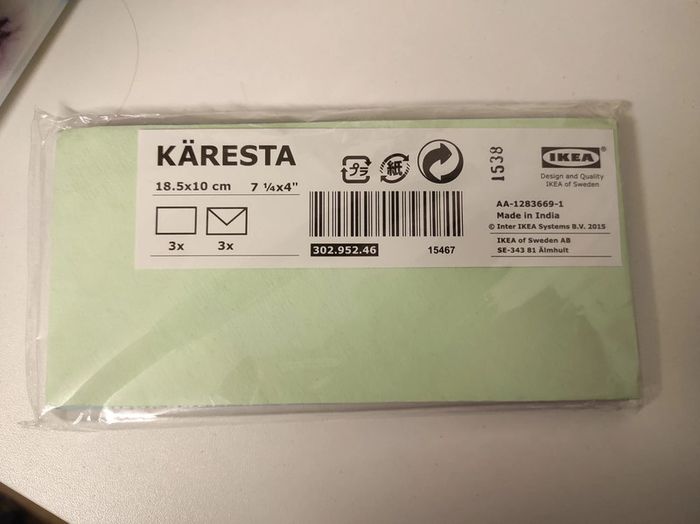 KÄRESTA
18.5x10 cm 7 ¼x4"
3x 3x
プラ
紙
302.952.46 15467
1538
IKEA®
Design and Quality
IKEA of Sweden
AA-1283669-1
Made in India
© Inter IKEA Systems B.V. 2015
IKEA of Sweden AB
SE-343 81 Älmhult